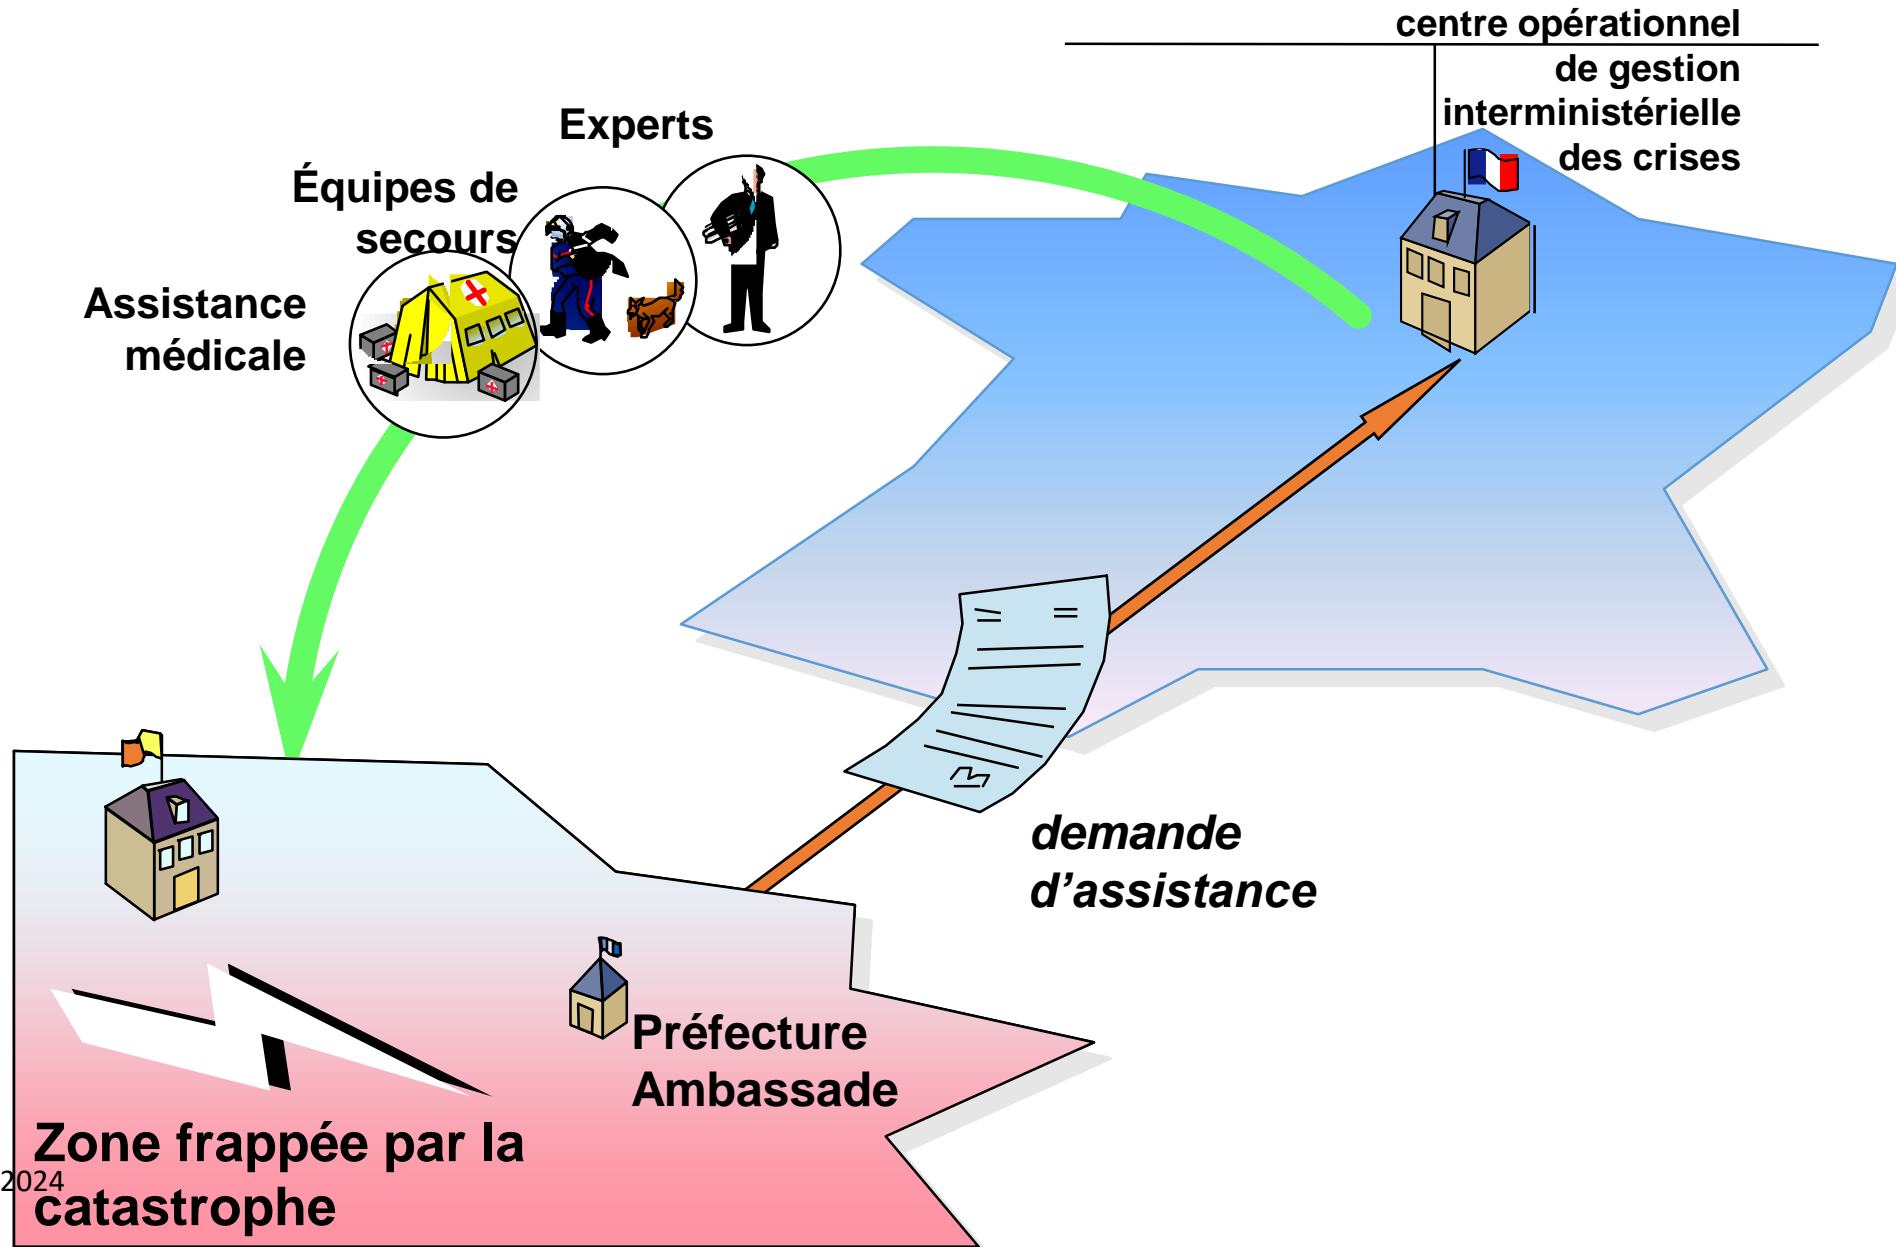 centre opérationnel
de gestion
interministérielle
des crises
Experts
Équipes de
secours
Assistance
médicale
demande
d’assistance
Préfecture
Ambassade
Zone frappée par la
catastrophe
2024